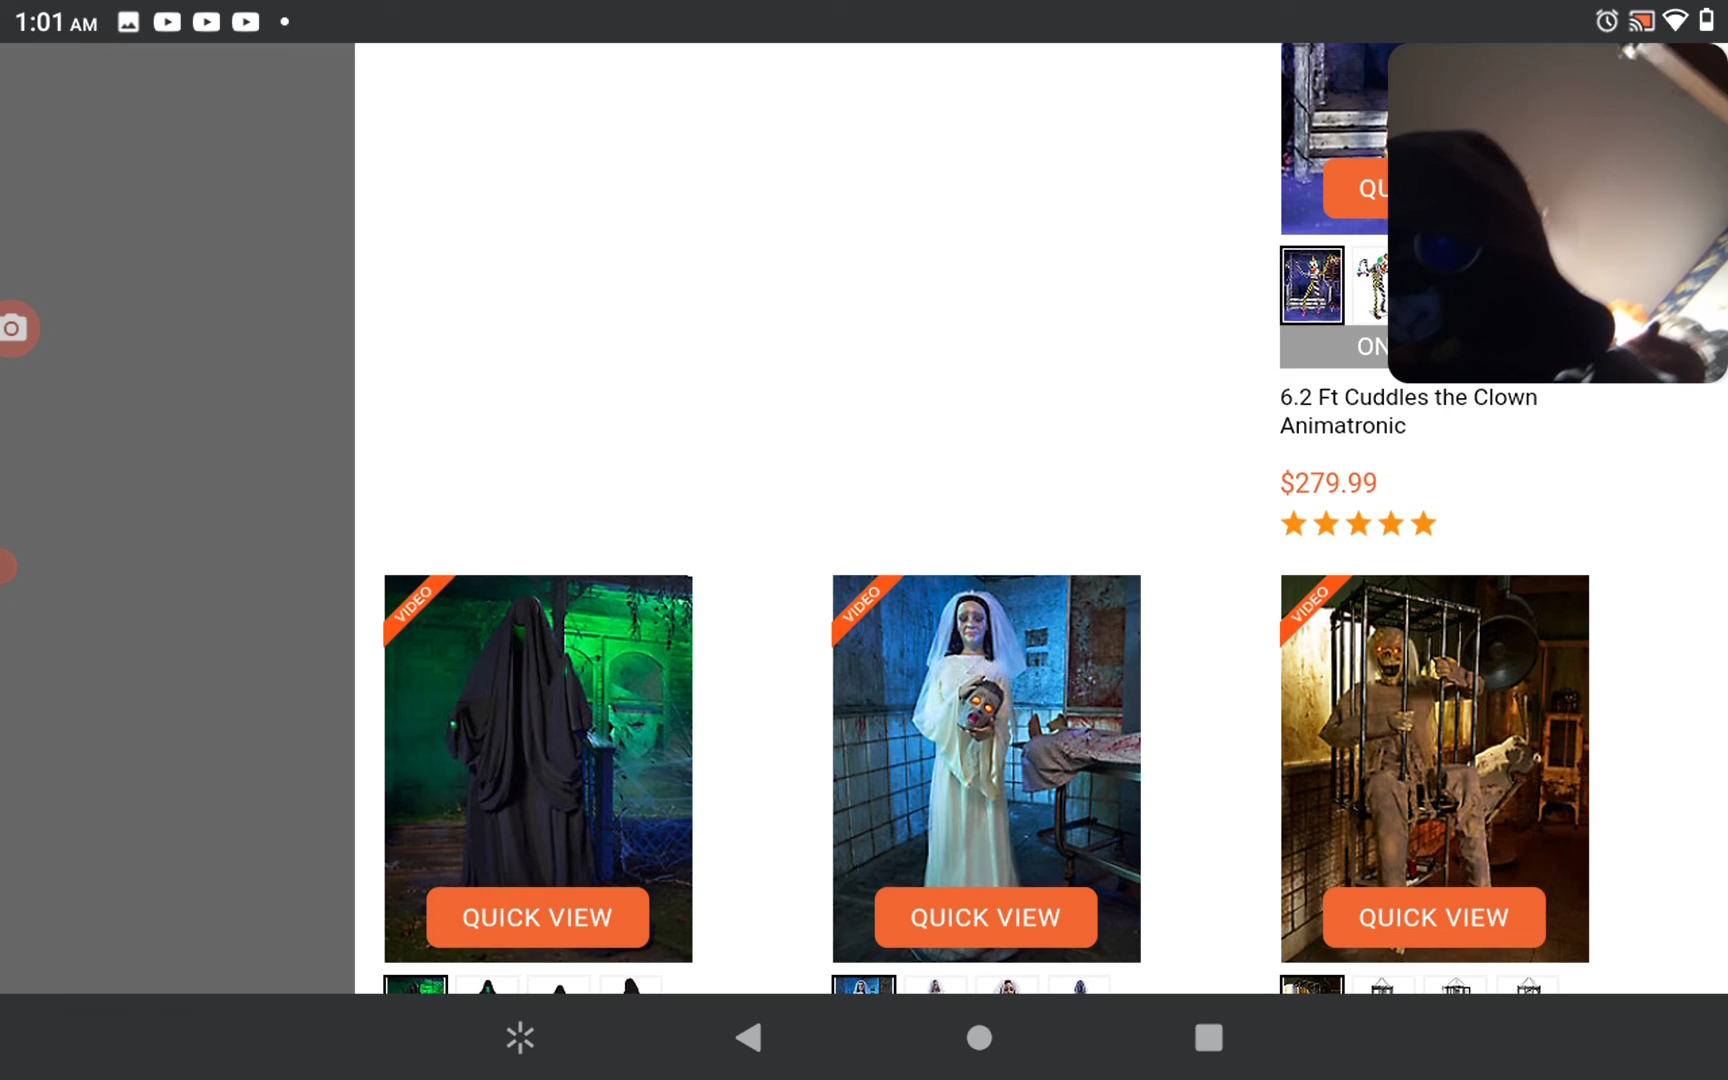 1:01 AM
QU
ON
6.2 Ft Cuddles the Clown
Animatronic
$279.99
VIDEO
VIDEO
VIDEO
QUICK VIEW
QUICK VIEW
QUICK VIEW